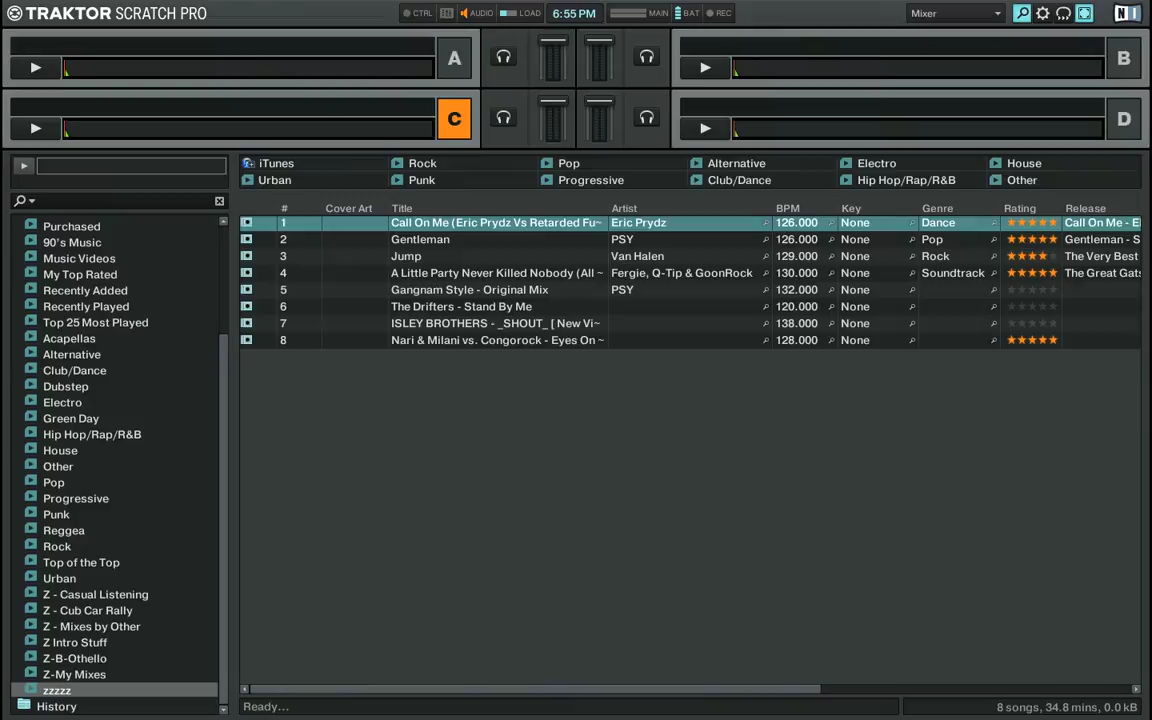 TRAKTOR SCRATCH PRO CTRL AUDIO LOAD 6:55 PM MAIN BAT REC Mixer
A B
C D
iTunes Rock Pop Alternative Electro House
Urban Punk Progressive Club/Dance Hip Hop/Rap/R&B Other
# Cover Art Title Artist BPM Key Genre Rating Release
1 Call On Me (Eric Prydz Vs Retarded Fu~ Eric Prydz 126.000 None Dance Call On Me - E
2 Gentleman PSY 126.000 None Pop Gentleman - S
3 Jump Van Halen 129.000 None Rock The Very Best
4 A Little Party Never Killed Nobody (All ~ Fergie, Q-Tip & GoonRock 130.000 None Soundtrack The Great Gats
5 Gangnam Style - Original Mix PSY 132.000 None
6 The Drifters - Stand By Me 120.000 None
7 ISLEY BROTHERS - _SHOUT_ [ New Vi~ 138.000 None
8 Nari & Milani vs. Congorock - Eyes On ~ 128.000 None
Purchased
90's Music
Music Videos
My Top Rated
Recently Added
Recently Played
Top 25 Most Played
Acapellas
Alternative
Club/Dance
Dubstep
Electro
Green Day
Hip Hop/Rap/R&B
House
Other
Pop
Progressive
Punk
Reggea
Rock
Top of the Top
Urban
Z - Casual Listening
Z - Cub Car Rally
Z - Mixes by Other
Z Intro Stuff
Z-B-Othello
Z-My Mixes
zzzzz
History
Ready... 8 songs, 34.8 mins, 0.0 kB